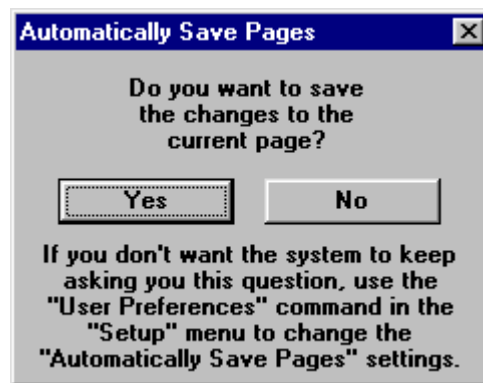 Automatically Save Pages
Do you want to save
the changes to the
current page?
Yes
No
If you don't want the system to keep
asking you this question, use the
"User Preferences" command in the
"Setup" menu to change the
"Automatically Save Pages" settings.